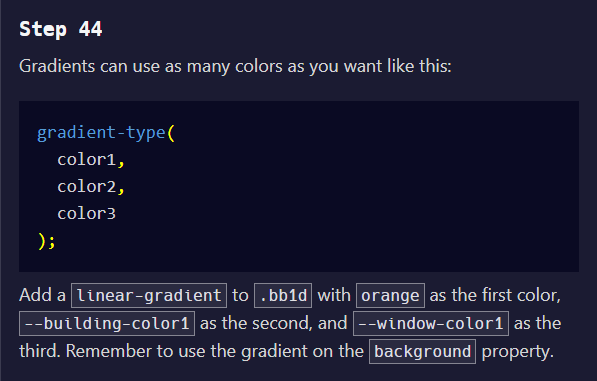 Step 44
Gradients can use as many colors as you want like this:
gradient-type(
  color1,
  color2,
  color3
);
Add a linear-gradient to .bb1d with orange as the first color,
--building-color1 as the second, and --window-color1 as the
third. Remember to use the gradient on the background property.